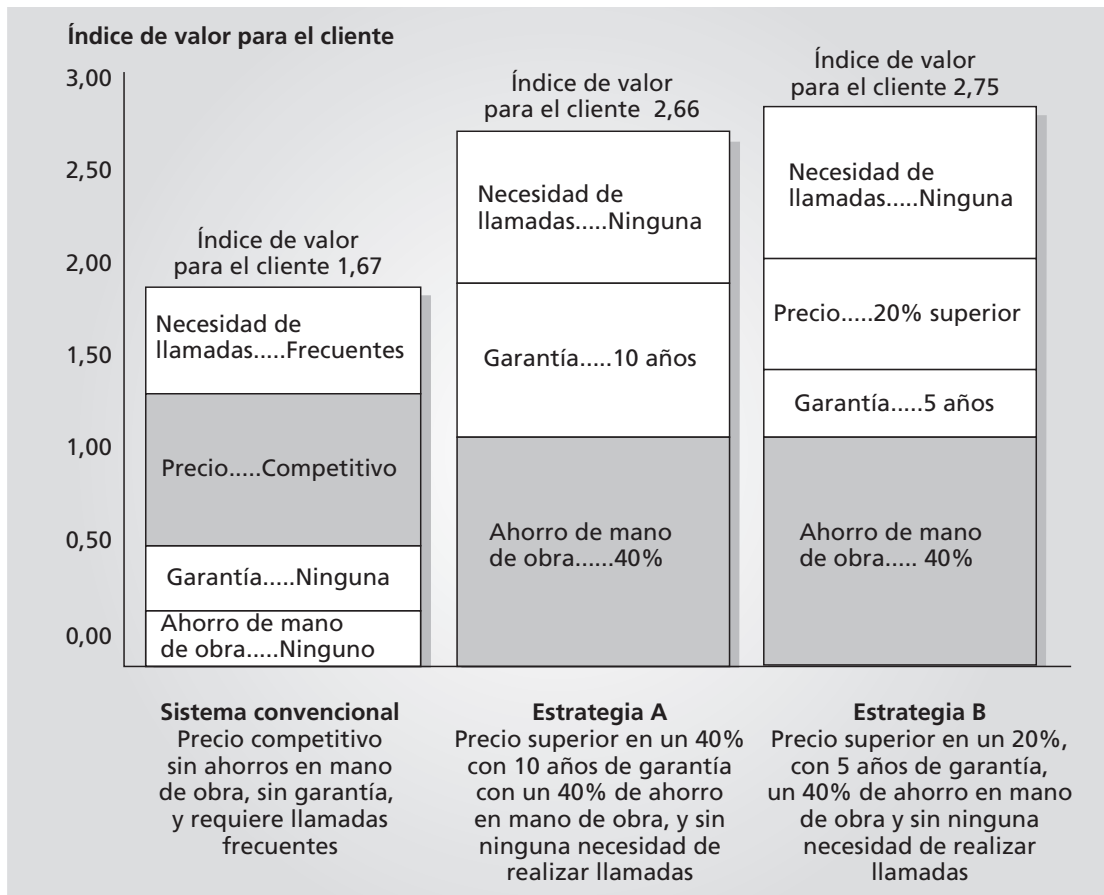 Índice de valor para el cliente
3,00
2,50
2,00
1,50
1,00
0,50
0,00
Índice de valor
para el cliente 1,67
Necesidad de
llamadas.....Frecuentes
Precio.....Competitivo
Garantía.....Ninguna
Ahorro de mano
de obra.....Ninguno
Índice de valor
para el cliente 2,66
Necesidad de
llamadas.....Ninguna
Garantía.....10 años
Ahorro de mano
de obra......40%
Índice de valor
para el cliente 2,75
Necesidad de
llamadas.....Ninguna
Precio.....20% superior
Garantía.....5 años
Ahorro de mano
de obra..... 40%
Sistema convencional
Precio competitivo
sin ahorros en mano
de obra, sin garantía,
y requiere llamadas
frecuentes
Estrategia A
Precio superior en un 40%
con 10 años de garantía
con un 40% de ahorro
en mano de obra, y sin
ninguna necesidad de
realizar llamadas
Estrategia B
Precio superior en un 20%,
con 5 años de garantía,
un 40% de ahorro en mano
de obra y sin ninguna
necesidad de realizar
llamadas